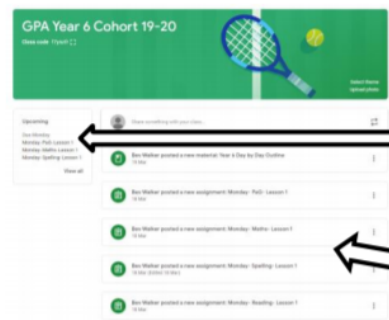 GPA Year 6 Cohort 19-20
Class code
Select theme
Upload photo
Upcoming
Share something with your class...
Due Monday
Monday- PaG- Lesson 1
Monday- Maths- Lesson 1
Monday- Spelling- Lesson 1
View all
Ben Walker posted a new material: Year 6 Day by Day Outline
Ben Walker posted a new assignment: Monday- PaG- Lesson 1
Ben Walker posted a new assignment: Monday- Maths- Lesson 1
Ben Walker posted a new assignment: Monday- Spelling- Lesson 1
Ben Walker posted a new assignment: Monday- Reading- Lesson 1